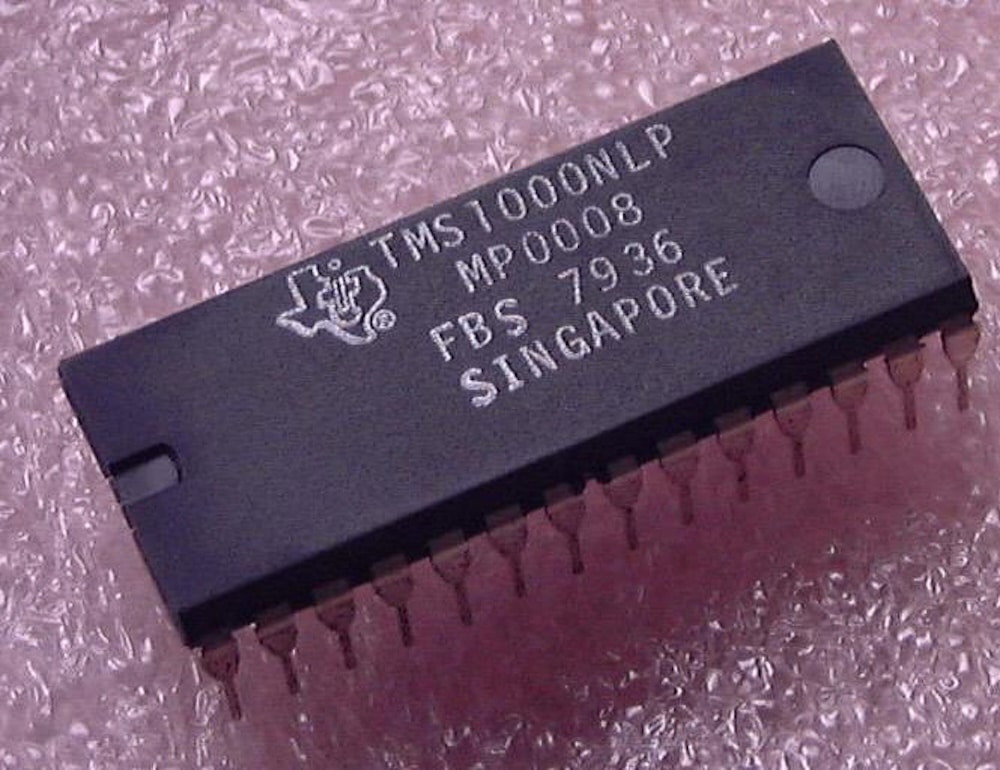 TMS1000NLP
MP0008
FBS 7936
SINGAPORE